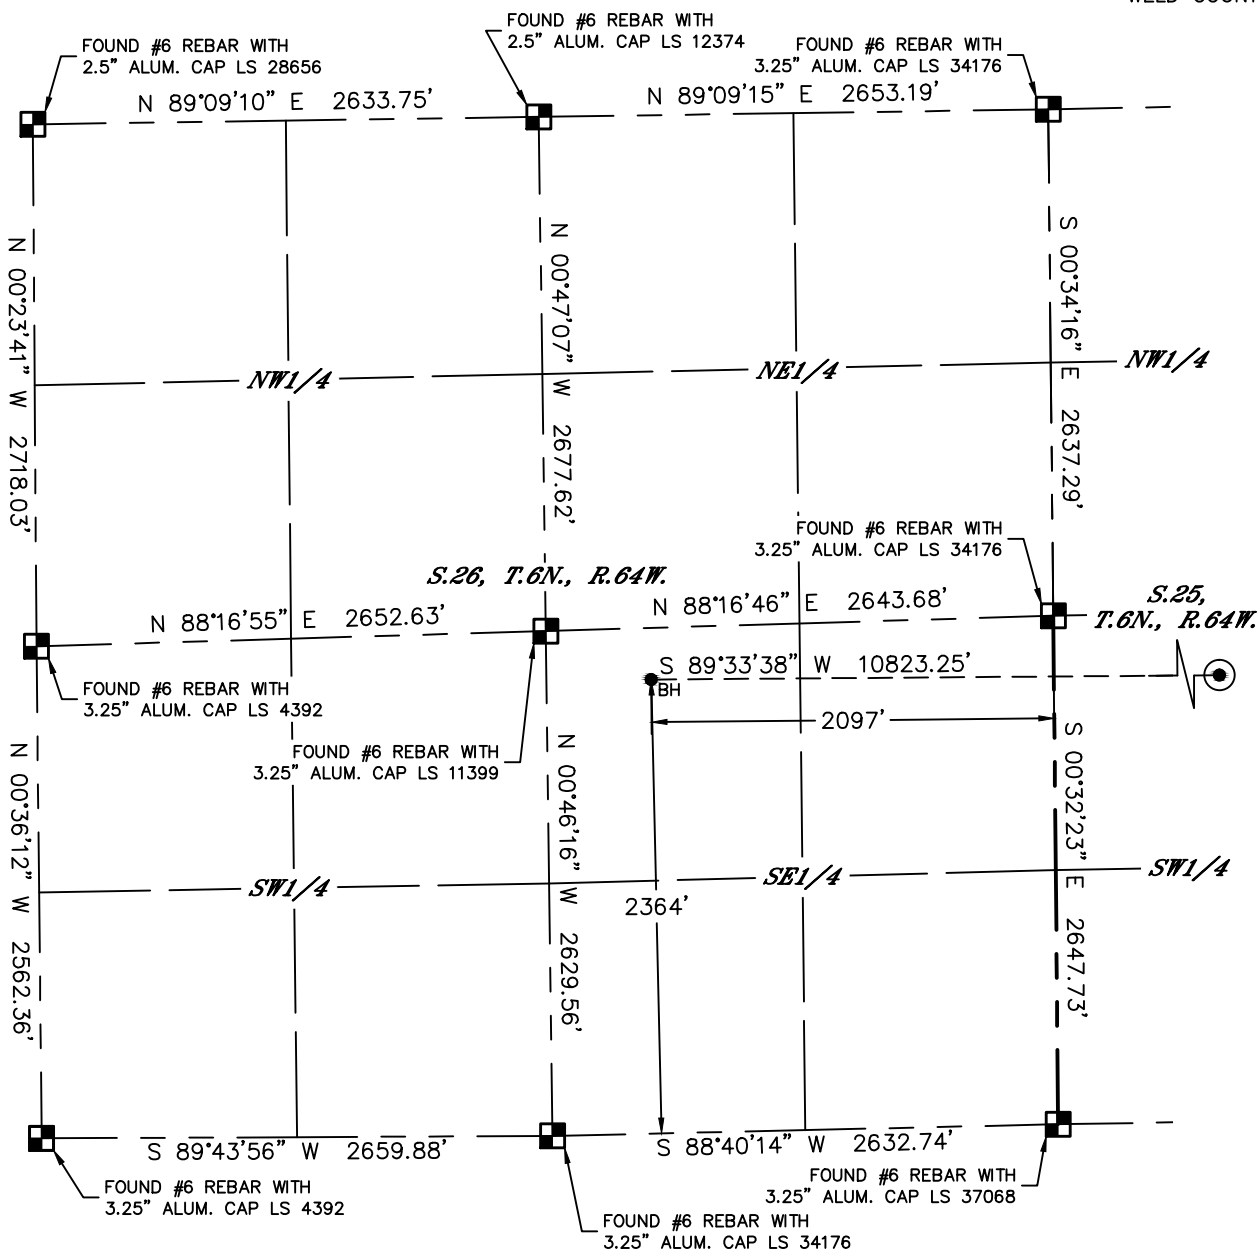 FOUND #6 REBAR WITH
2.5" ALUM. CAP LS 28656
FOUND #6 REBAR WITH
2.5" ALUM. CAP LS 12374
FOUND #6 REBAR WITH
3.25" ALUM. CAP LS 34176
N 89°09'10" E 2633.75'
N 89°09'15" E 2653.19'
N 00°23'41" W 2718.03'
N 00°47'07" W 2677.62'
S 00°34'16" E 2637.29'
NW1/4
NE1/4
NW1/4
FOUND #6 REBAR WITH
3.25" ALUM. CAP LS 34176
S.26, T.6N., R.64W.
S.25,
T.6N., R.64W.
N 88°16'55" E 2652.63'
N 88°16'46" E 2643.68'
S 89°33'38" W 10823.25'
BH
2097'
FOUND #6 REBAR WITH
3.25" ALUM. CAP LS 4392
FOUND #6 REBAR WITH
3.25" ALUM. CAP LS 11399
N 00°36'12" W 2562.36'
N 00°46'16" W 2629.56'
S 00°32'23" E 2647.73'
SW1/4
SE1/4
SW1/4
2364'
S 89°43'56" W 2659.88'
S 88°40'14" W 2632.74'
FOUND #6 REBAR WITH
3.25" ALUM. CAP LS 4392
FOUND #6 REBAR WITH
3.25" ALUM. CAP LS 37068
FOUND #6 REBAR WITH
3.25" ALUM. CAP LS 34176